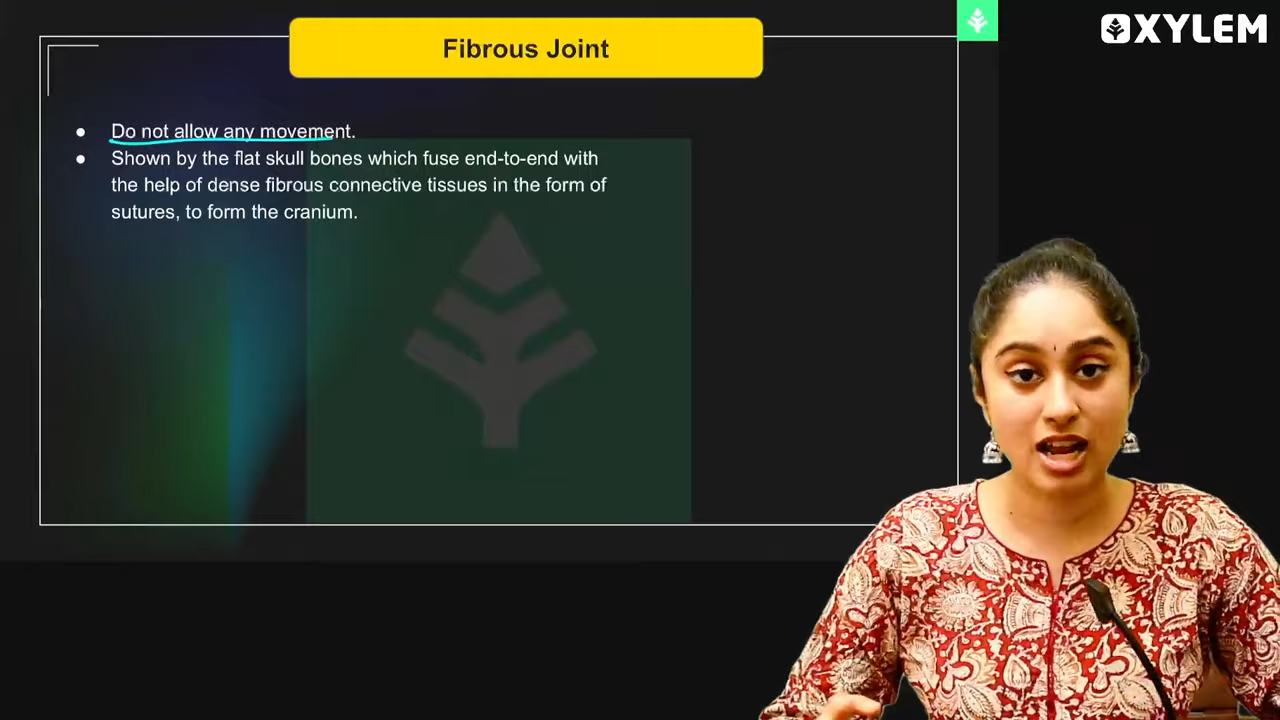 Fibrous Joint
XYLEM
● Do not allow any movement.
● Shown by the flat skull bones which fuse end-to-end with
the help of dense fibrous connective tissues in the form of
sutures, to form the cranium.